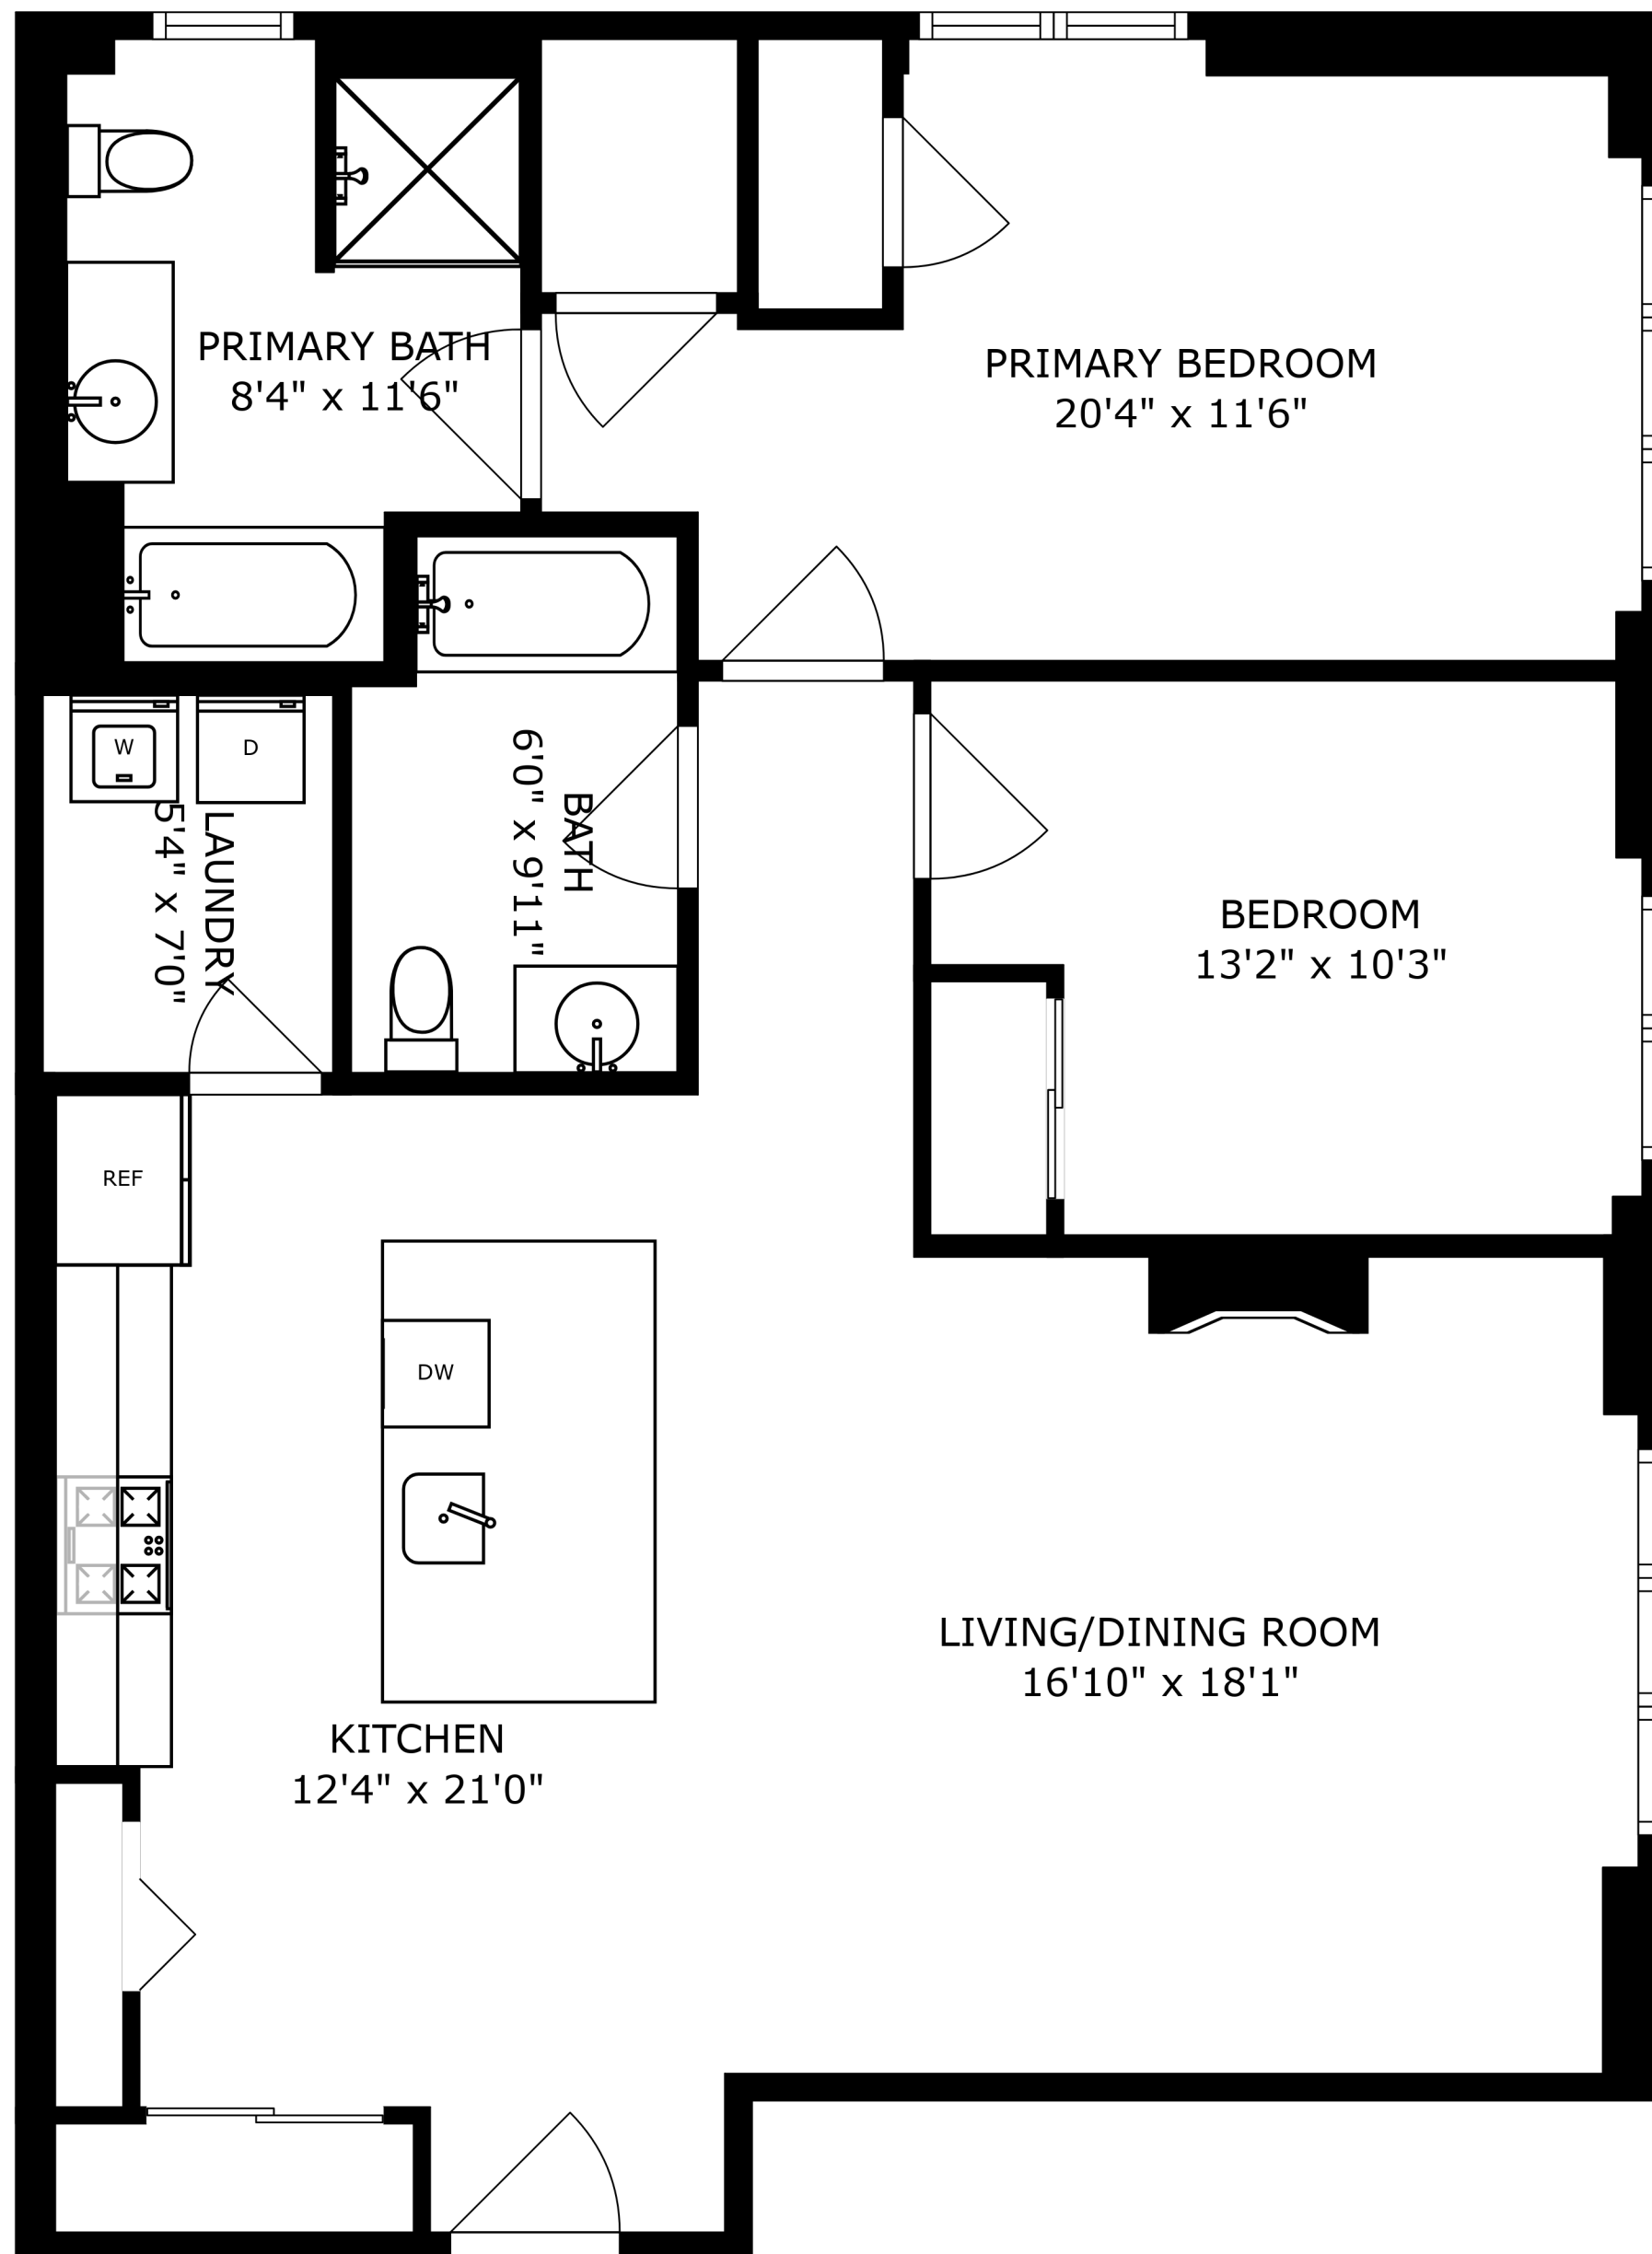 PRIMARY BATH
8'4" x 11'6"
PRIMARY BEDROOM
20'4" x 11'6"
W
D
LAUNDRY
5'4" x 7'0"
BATH
6'0" x 9'11"
BEDROOM
13'2" x 10'3"
REF
DW
LIVING/DINING ROOM
16'10" x 18'1"
KITCHEN
12'4" x 21'0"